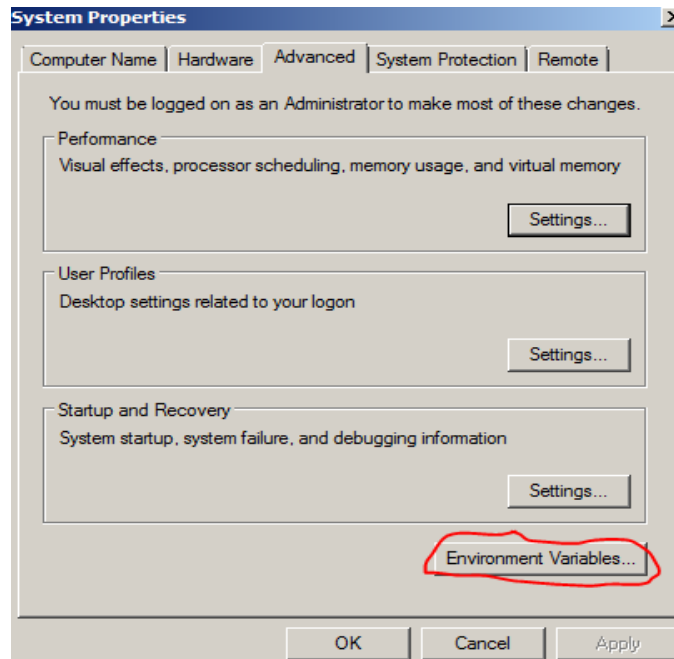 System Properties
Computer Name
Hardware
Advanced
System Protection
Remote
You must be logged on as an Administrator to make most of these changes.
Performance
Visual effects, processor scheduling, memory usage, and virtual memory
Settings...
User Profiles
Desktop settings related to your logon
Settings...
Startup and Recovery
System startup, system failure, and debugging information
Settings...
Environment Variables...
OK
Cancel
Apply